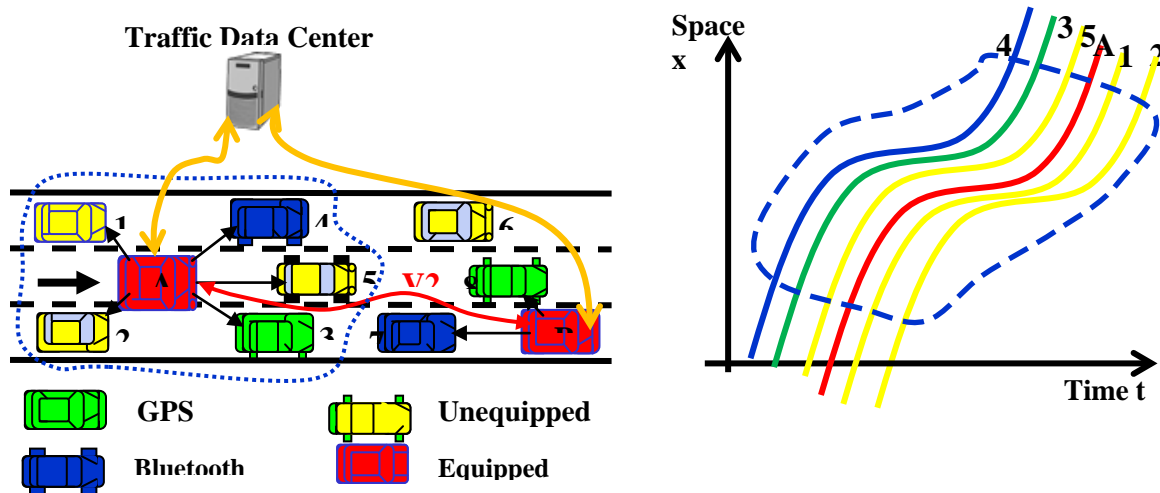 Traffic Data Center
1
4
6
A
5
V2
2
3
7
GPS
Unequipped
Bluetooth
Equipped
Space
x
4
3
5
A
1
2
Time t